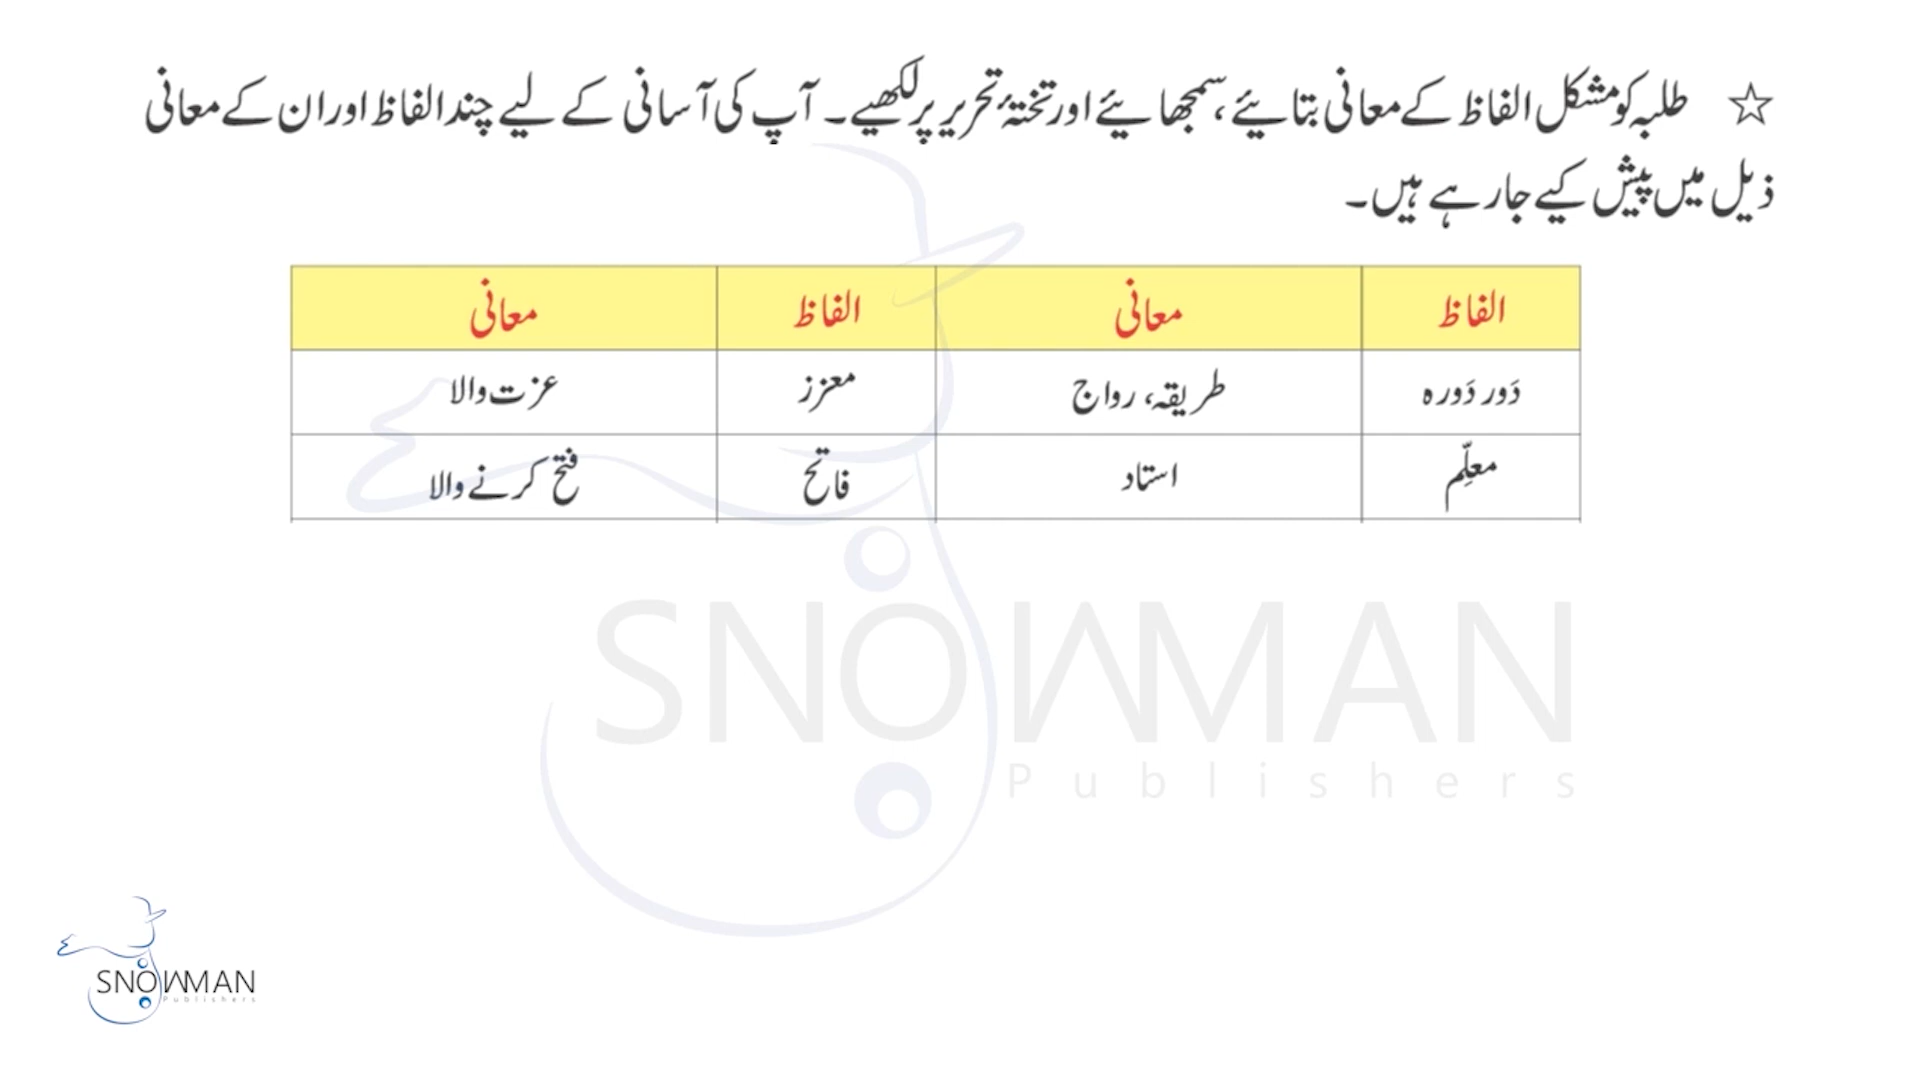 ☆ طلبہ کو مشکل الفاظ کے معانی بتائیے، سمجھائیے اور تختۂ تحریر پر لکھیے۔ آپ کی آسانی کے لیے چند الفاظ اور ان کے معانی
ذیل میں پیش کیے جا رہے ہیں۔
الفاظ معانی الفاظ معانی
دَور دَورہ طریقہ، رواج معزز عزت والا
معلِّم استاد فاتح فتح کرنے والا
SNOWMAN
Publishers
SNOWMAN
Publishers